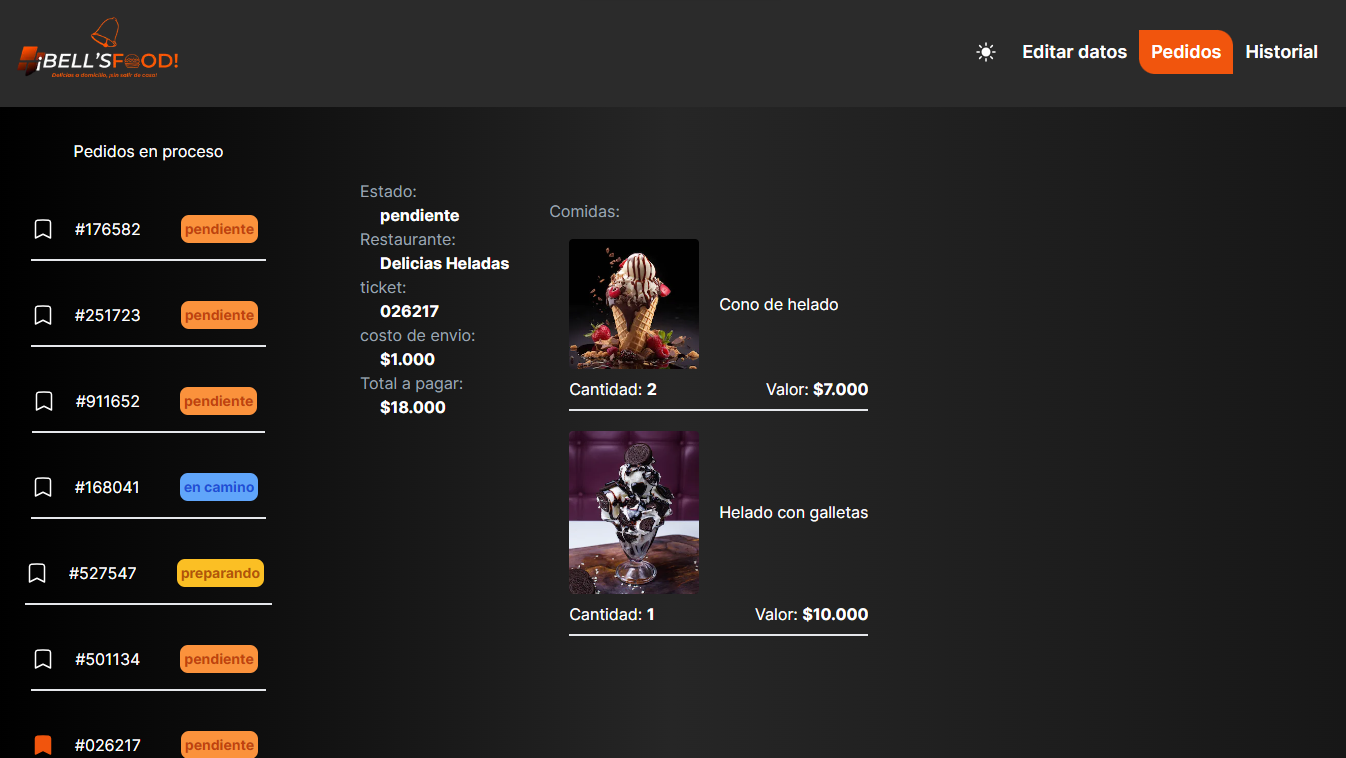 ¡BELL'SFOOD!
Delicias a domicilio, ¡sin salir de casa!
Editar datos
Pedidos
Historial
Pedidos en proceso
#176582 pendiente
#251723 pendiente
#911652 pendiente
#168041 en camino
#527547 preparando
#501134 pendiente
#026217 pendiente
Estado:
pendiente
Restaurante:
Delicias Heladas
ticket:
026217
costo de envio:
$1.000
Total a pagar:
$18.000
Comidas:
Cono de helado
Cantidad: 2 Valor: $7.000
Helado con galletas
Cantidad: 1 Valor: $10.000